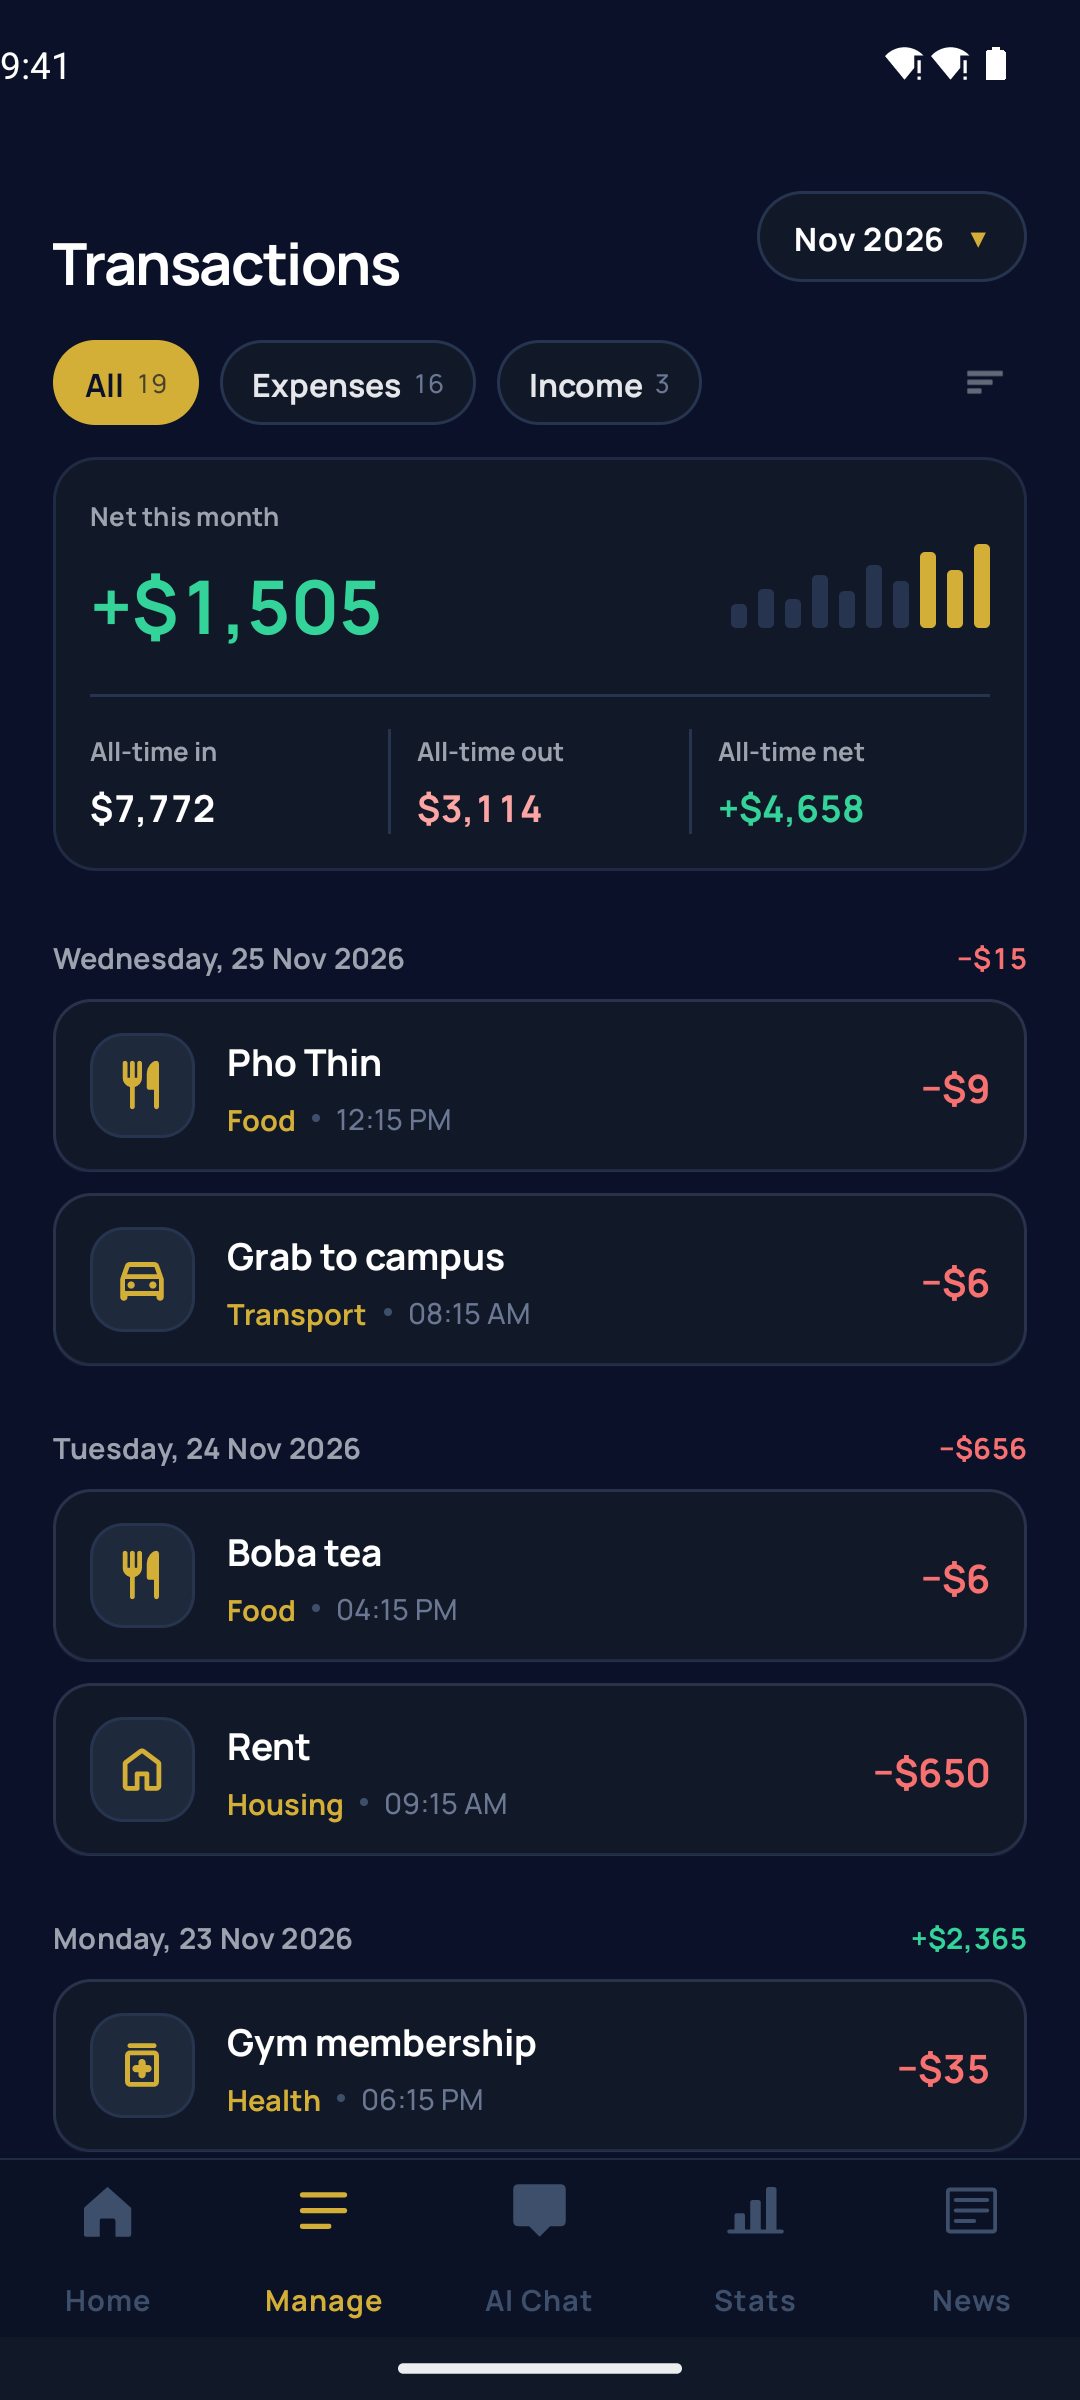 9:41
Transactions
Nov 2026 ▼
All 19
Expenses 16
Income 3
Net this month
+$1,505
All-time in
$7,772
All-time out
$3,114
All-time net
+$4,658
Wednesday, 25 Nov 2026
−$15
Pho Thin
Food • 12:15 PM
−$9
Grab to campus
Transport • 08:15 AM
−$6
Tuesday, 24 Nov 2026
−$656
Boba tea
Food • 04:15 PM
−$6
Rent
Housing • 09:15 AM
−$650
Monday, 23 Nov 2026
+$2,365
Gym membership
Health • 06:15 PM
−$35
Home
Manage
AI Chat
Stats
News